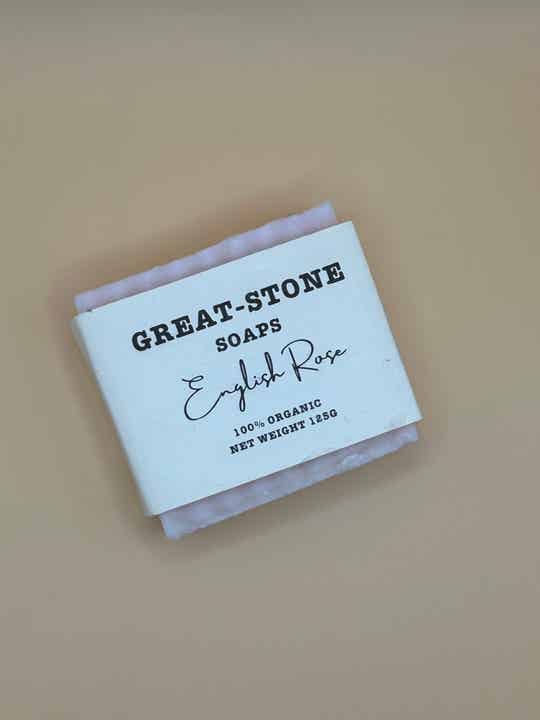 GREAT-STONE
SOAPS
English Rose
100% ORGANIC
NET WEIGHT 125G